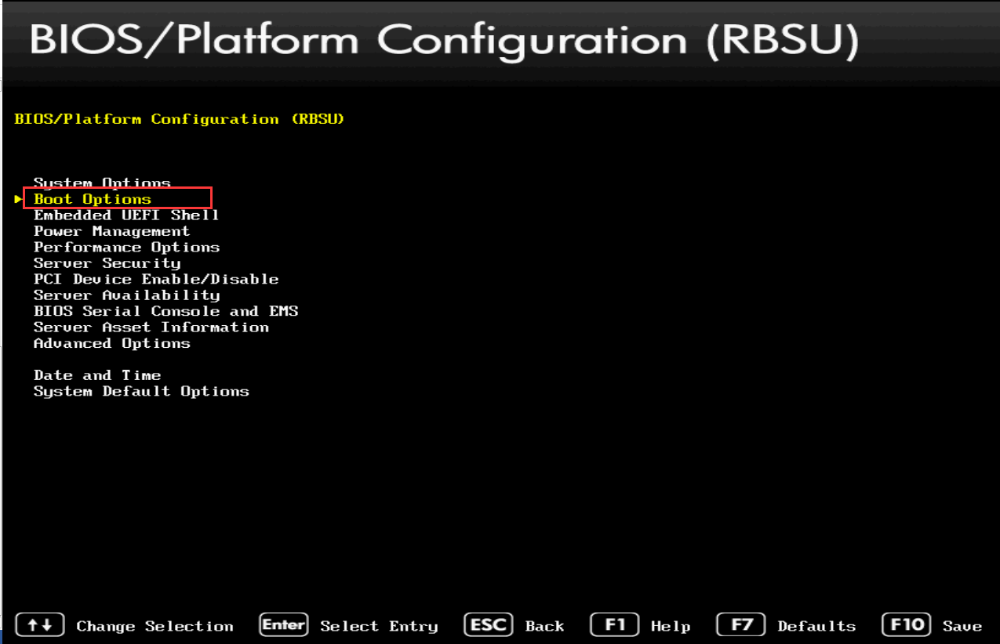 BIOS/Platform Configuration (RBSU)
BIOS/Platform Configuration (RBSU)
System Options
Boot Options
Embedded UEFI Shell
Power Management
Performance Options
Server Security
PCI Device Enable/Disable
Server Availability
BIOS Serial Console and EMS
Server Asset Information
Advanced Options
Date and Time
System Default Options
↑↓ Change Selection Enter Select Entry ESC Back F1 Help F7 Defaults F10 Save